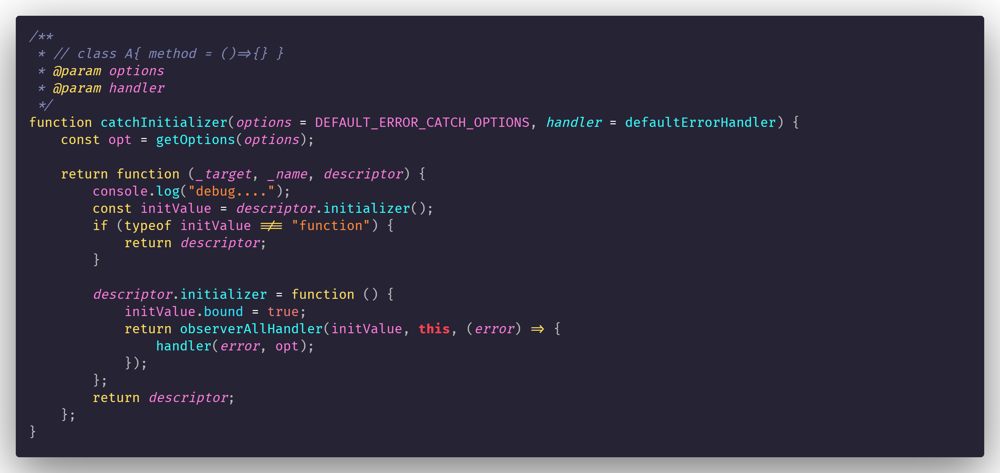 /**
 * // class A{ method = ()=>{} }
 * @param options
 * @param handler
 */
function catchInitializer(options = DEFAULT_ERROR_CATCH_OPTIONS, handler = defaultErrorHandler) {
    const opt = getOptions(options);

    return function (_target, _name, descriptor) {
        console.log("debug....");
        const initValue = descriptor.initializer();
        if (typeof initValue !== "function") {
            return descriptor;
        }

        descriptor.initializer = function () {
            initValue.bound = true;
            return observerAllHandler(initValue, this, (error) => {
                handler(error, opt);
            });
        };
        return descriptor;
    };
}